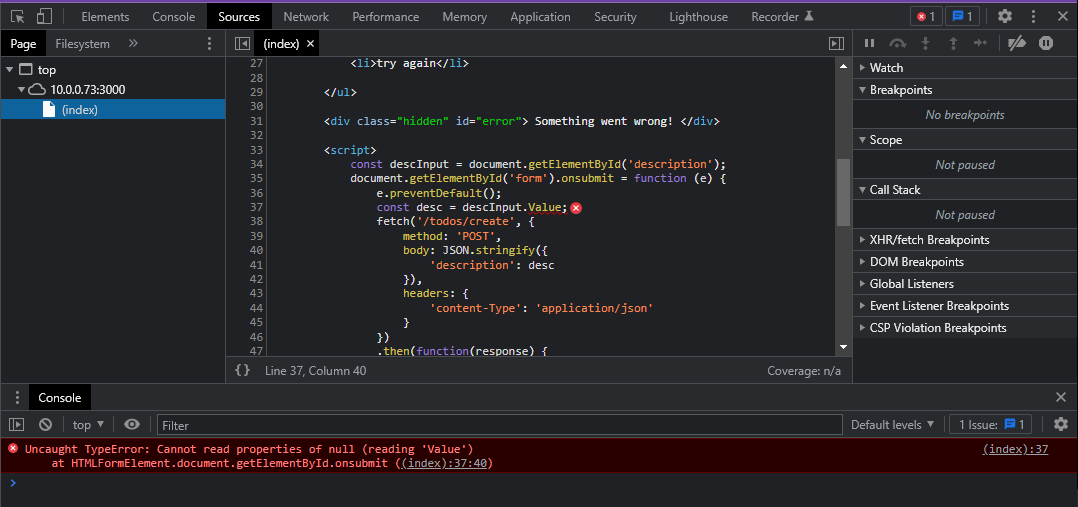 Elements Console Sources Network Performance Memory Application Security Lighthouse Recorder 1 1
Page Filesystem » (index) ×
top
10.0.0.73:3000
(index)
27 <li>try again</li>
28
29 </ul>
30
31 <div class="hidden" id="error"> Something went wrong! </div>
32
33 <script>
34 const descInput = document.getElementById('description');
35 document.getElementById('form').onsubmit = function (e) {
36 e.preventDefault();
37 const desc = descInput.Value;
38 fetch('/todos/create', {
39 method: 'POST',
40 body: JSON.stringify({
41 'description': desc
42 }),
43 headers: {
44 'content-Type': 'application/json'
45 }
46 })
47 .then(function(response) {
{} Line 37, Column 40 Coverage: n/a
Watch
Breakpoints
No breakpoints
Scope
Not paused
Call Stack
Not paused
XHR/fetch Breakpoints
DOM Breakpoints
Global Listeners
Event Listener Breakpoints
CSP Violation Breakpoints
Console
top Filter Default levels 1 Issue: 1
Uncaught TypeError: Cannot read properties of null (reading 'Value') (index):37
at HTMLFormElement.document.getElementById.onsubmit ((index):37:40)
>